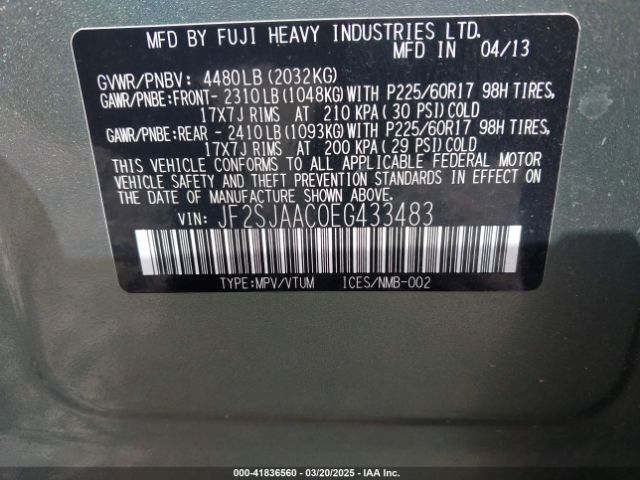 MFD BY FUJI HEAVY INDUSTRIES LTD.
MFD IN 04/13
GVWR/PNBV: 4480LB(2032KG)
GAWR/PNBE:FRONT- 2310LB(1048KG)WITH P225/60R17 98H TIRES,
17X7J RIMS AT 210 KPA(30 PSI)COLD
GAWR/PNBE:REAR - 2410LB(1093KG)WITH P225/60R17 98H TIRES,
17X7J RIMS AT 200 KPA(29 PSI)COLD
THIS VEHICLE CONFORMS TO ALL APPLICABLE FEDERAL MOTOR
VEHICLE SAFETY AND THEFT PREVENTION STANDARDS IN EFFECT ON
THE DATE OF MANUFACTURE SHOWN ABOVE.
VIN: JF2SJAAC0EG433483
TYPE:MPV/VTUM ICES/NMB-002
000-41836560 - 03/20/2025 - IAA Inc.